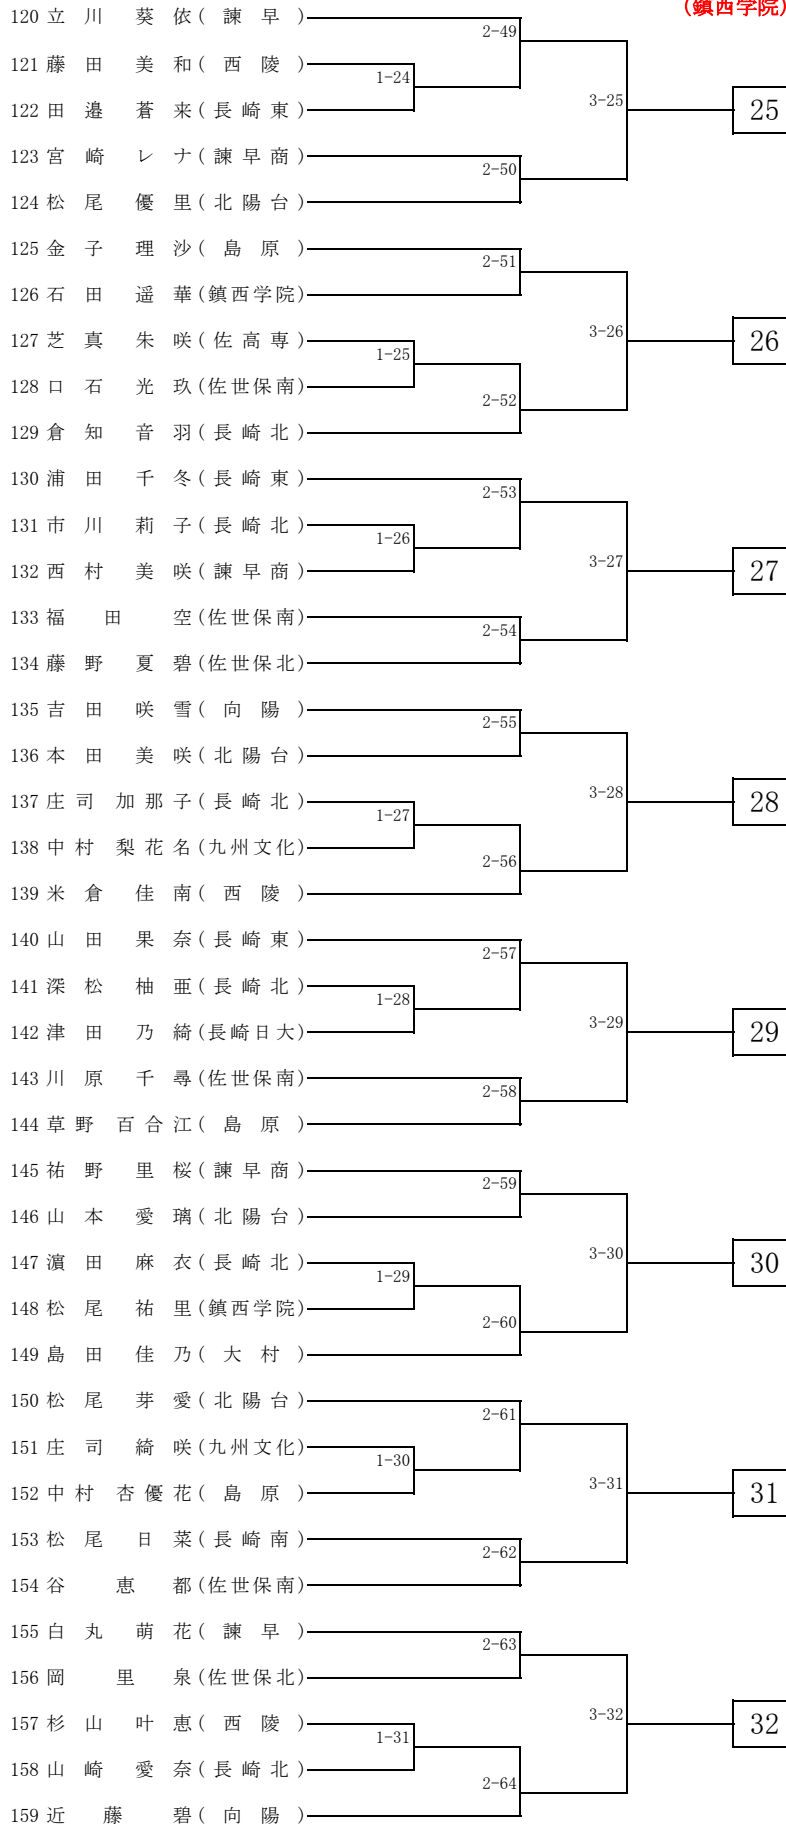 (鎮西学院)
120 立川 葵依(諫早)
2-49
121 藤田 美和(西陵)
1-24
3-25
25
122 田邉 蒼来(長崎東)
123 宮崎 レナ(諫早商)
2-50
124 松尾 優里(北陽台)
125 金子 理沙(島原)
2-51
126 石田 遥華(鎮西学院)
3-26
26
127 芝真 朱咲(佐高専)
1-25
128 口石 光玖(佐世保南)
2-52
129 倉知 音羽(長崎北)
130 浦田 千冬(長崎東)
2-53
131 市川 莉子(長崎北)
1-26
3-27
27
132 西村 美咲(諫早商)
133 福田 空(佐世保南)
2-54
134 藤野 夏碧(佐世保北)
135 吉田 咲雪(向陽)
2-55
136 本田 美咲(北陽台)
3-28
28
137 庄司 加那子(長崎北)
1-27
138 中村 梨花名(九州文化)
2-56
139 米倉 佳南(西陵)
140 山田 果奈(長崎東)
2-57
141 深松 柚亜(長崎北)
1-28
3-29
29
142 津田 乃綺(長崎日大)
143 川原 千尋(佐世保南)
2-58
144 草野 百合江(島原)
145 祐野 里桜(諫早商)
2-59
146 山本 愛璃(北陽台)
3-30
30
147 濵田 麻衣(長崎北)
1-29
148 松尾 祐里(鎮西学院)
2-60
149 島田 佳乃(大村)
150 松尾 芽愛(北陽台)
2-61
151 庄司 綺咲(九州文化)
1-30
3-31
31
152 中村 杏優花(島原)
153 松尾 日菜(長崎南)
2-62
154 谷 恵都(佐世保南)
155 白丸 萌花(諫早)
2-63
156 岡 里泉(佐世保北)
3-32
32
157 杉山 叶恵(西陵)
1-31
158 山崎 愛奈(長崎北)
2-64
159 近藤 碧(向陽)